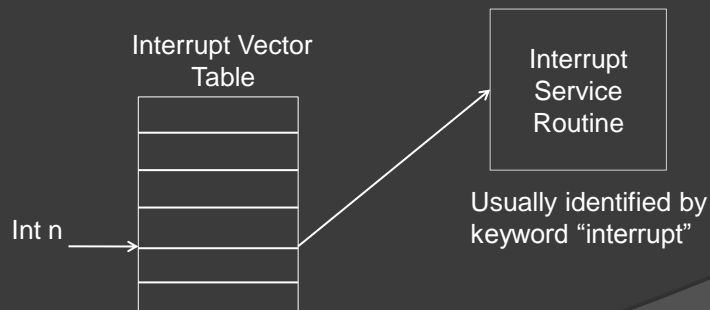 Interrupt Vector
Table
Interrupt
Service
Routine
Int n
Usually identified by
keyword “interrupt”